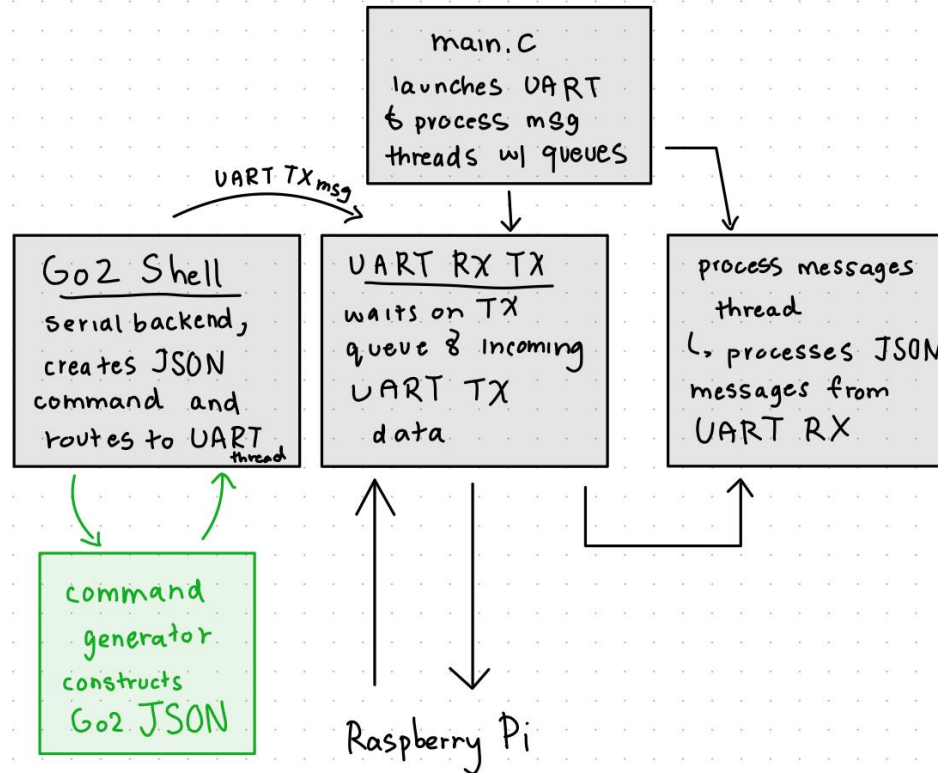 main.c
launches UART
& process msg
threads w/ queues
UART TX msg
Go2 Shell
serial backend,
creates JSON
command and
routes to UART
thread
UART RX TX
waits on TX
queue & incoming
UART TX
data
process messages
thread
↳ processes JSON
messages from
UART RX
command
generator
constructs
Go2 JSON
Raspberry Pi